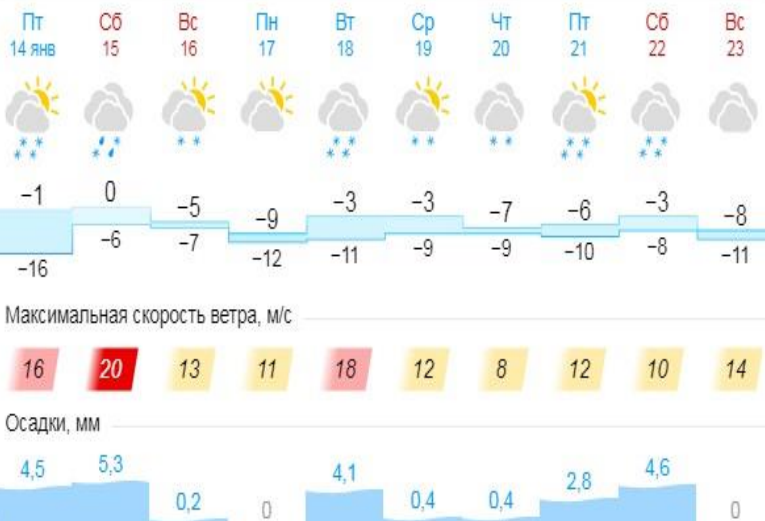 Пт Сб Вс Пн Вт Ср Чт Пт Сб Вс
14 янв 15 16 17 18 19 20 21 22 23
−1 0 −5 −9 −3 −3 −7 −6 −3 −8
−16 −6 −7 −12 −11 −9 −9 −10 −8 −11
Максимальная скорость ветра, м/с
16 20 13 11 18 12 8 12 10 14
Осадки, мм
4,5 5,3 0,2 0 4,1 0,4 0,4 2,8 4,6 0